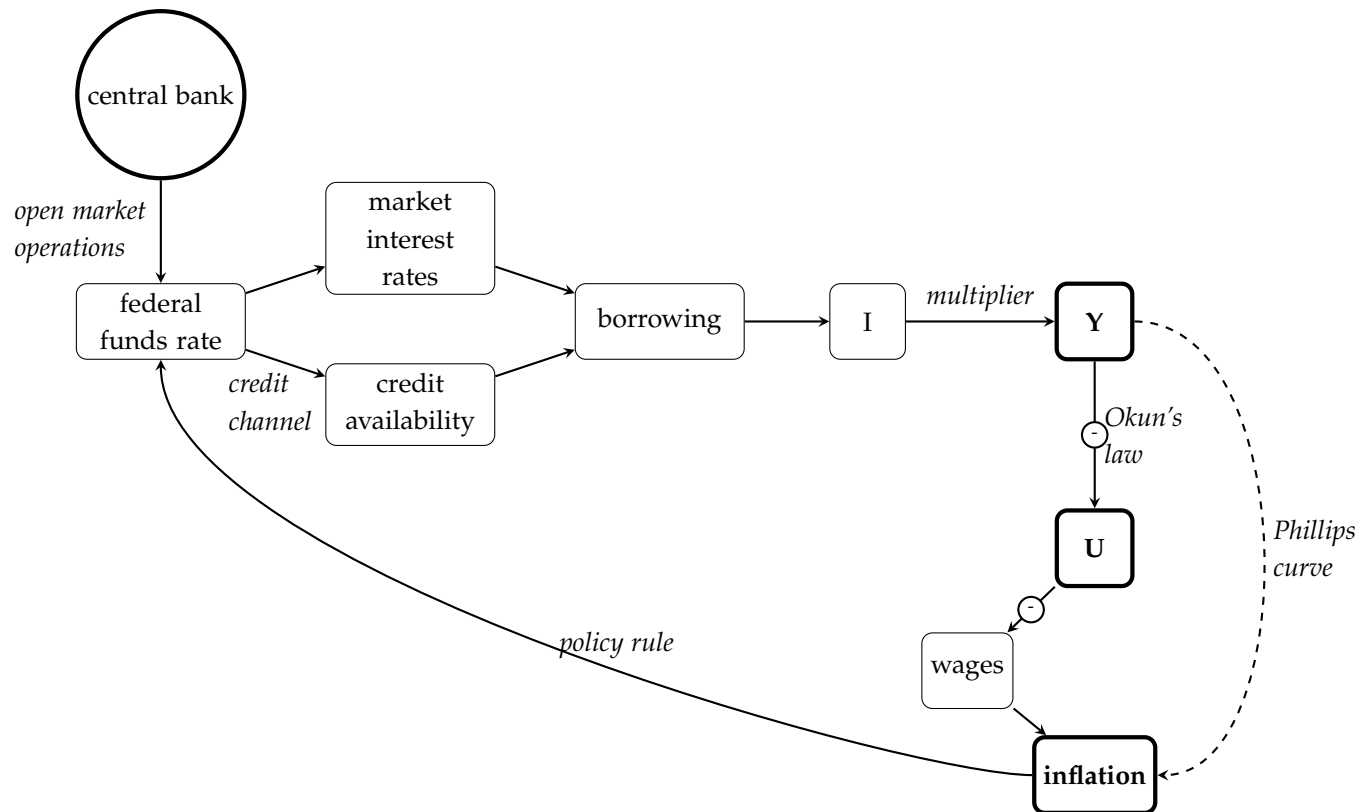 central bank
open market
operations
market
interest
rates
federal
funds rate
borrowing
I
multiplier
Y
credit
channel
credit
availability
Okun's
-
law
U
Phillips
curve
-
policy rule
wages
inflation